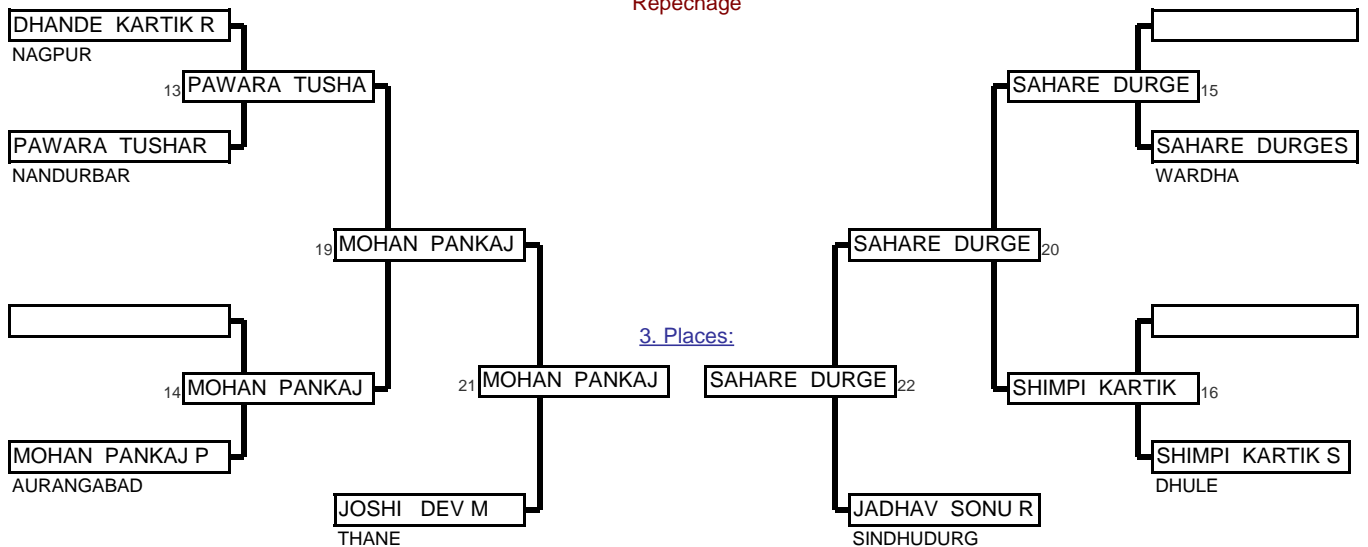 Repechage
DHANDE KARTIK R
NAGPUR
13 PAWARA TUSHA
PAWARA TUSHAR
NANDURBAR
19 MOHAN PANKAJ
14 MOHAN PANKAJ
MOHAN PANKAJ P
AURANGABAD
21 MOHAN PANKAJ
JOSHI DEV M
THANE
3. Places:
SAHARE DURGE 15
SAHARE DURGES
WARDHA
SAHARE DURGE 20
SAHARE DURGE 22
SHIMPI KARTIK 16
SHIMPI KARTIK S
DHULE
JADHAV SONU R
SINDHUDURG